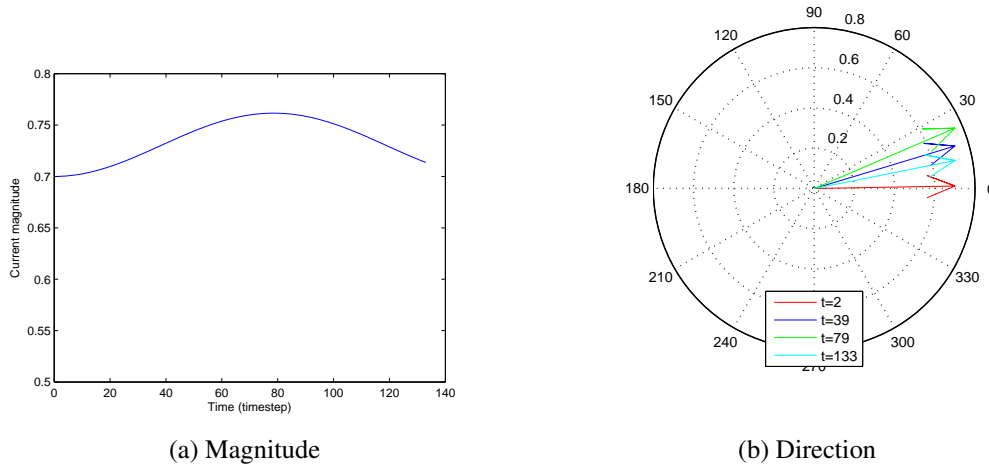 0.8
0.75
0.7
0.65
0.6
0.55
0.5
0 20 40 60 80 100 120 140
Current magnitude
Time (timestep)
(a) Magnitude
90
0.8
120 60
0.6
0.4
150 30
0.2
180 0
210 330
240 300
270
t=2
t=39
t=79
t=133
(b) Direction